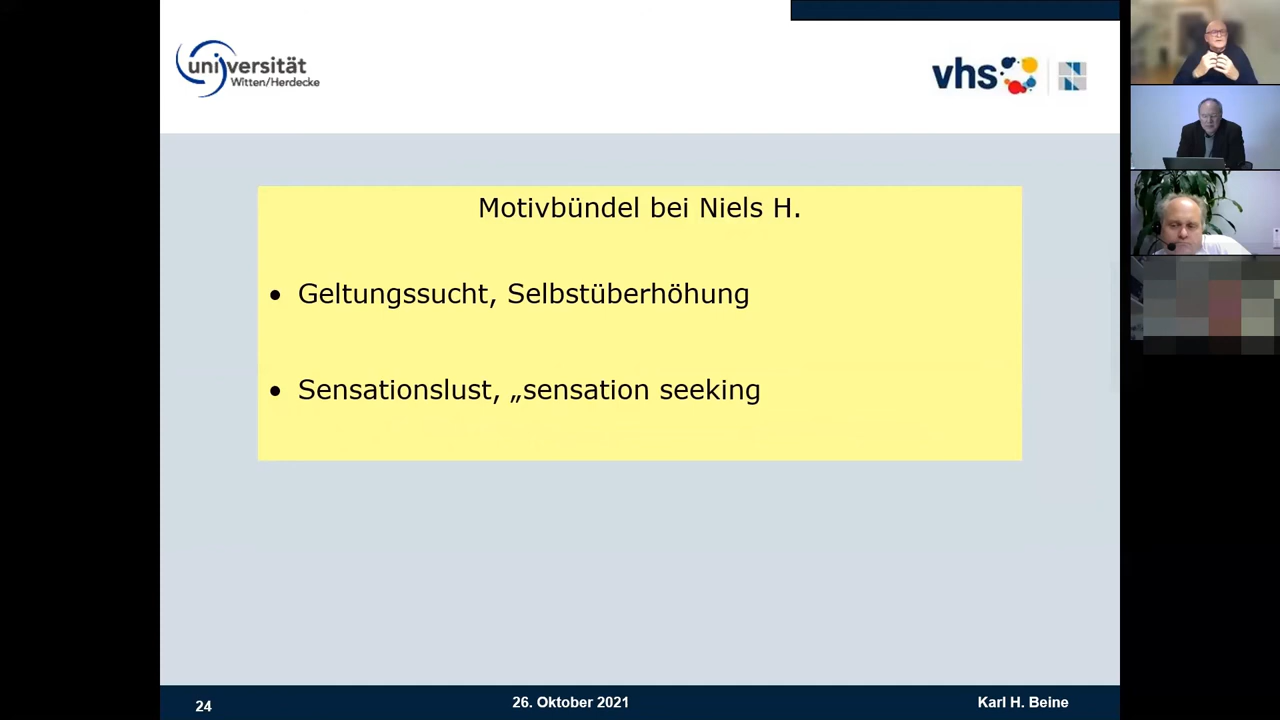 universität
Witten/Herdecke
vhs
Motivbündel bei Niels H.
• Geltungssucht, Selbstüberhöhung
• Sensationslust, „sensation seeking
24
26. Oktober 2021
Karl H. Beine